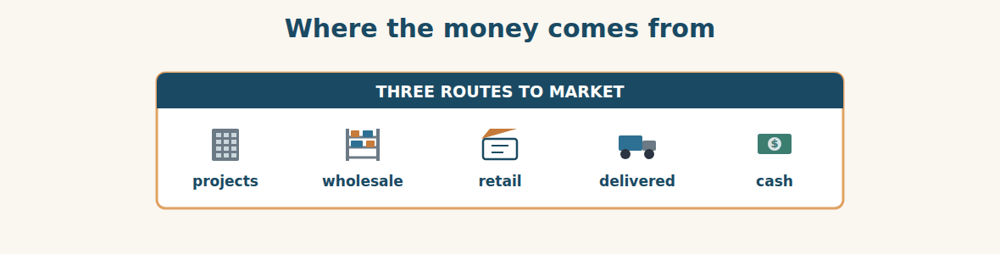 Where the money comes from
THREE ROUTES TO MARKET
projects wholesale retail delivered cash
$